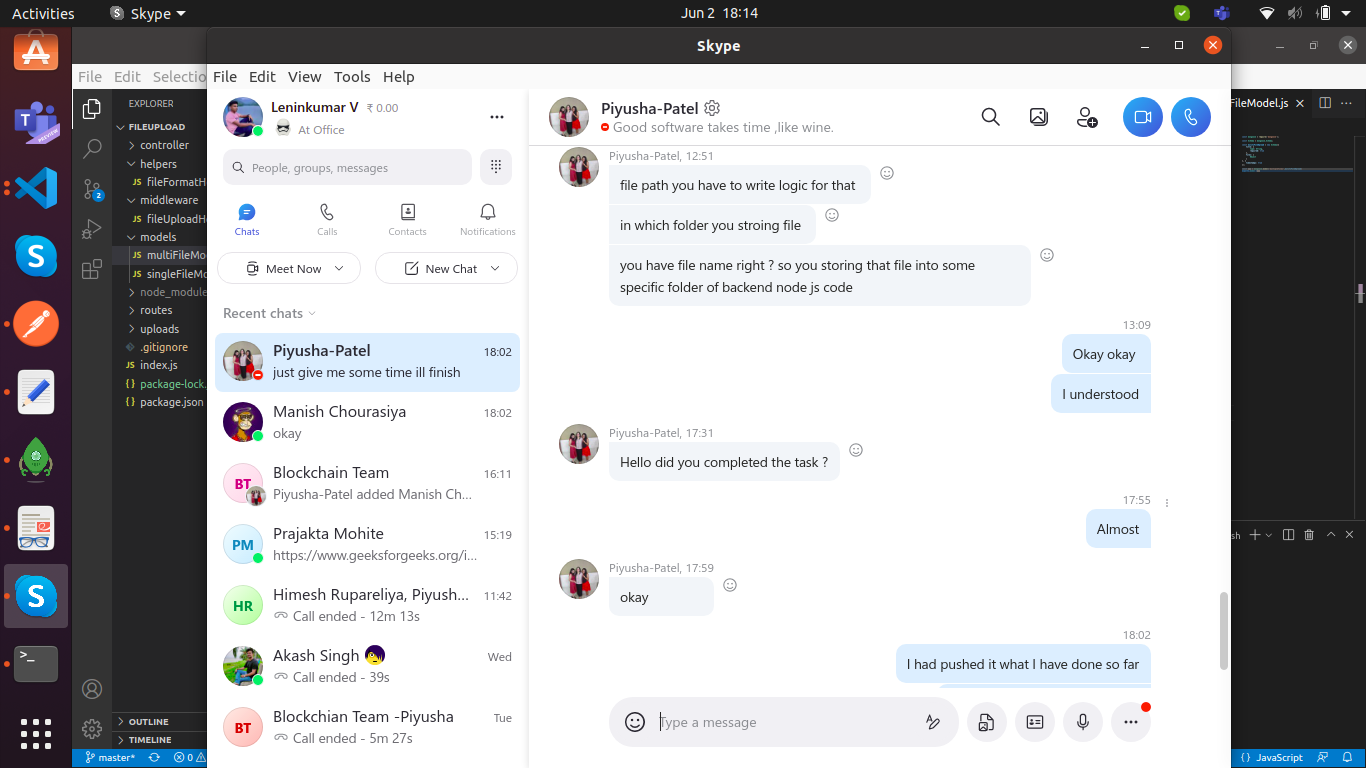 Activities
Skype
Jun 2 18:14
Skype
File Edit Selectio
File Edit View Tools Help
EXPLORER
FILEUPLOAD
controller
helpers
JS fileFormatH
middleware
JS fileUploadHe
models
JS multiFileMo
JS singleFileMo
node_module
routes
uploads
.gitignore
JS index.js
{} package-lock.
{} package.json
OUTLINE
TIMELINE
master*
0
2
PREVIEW
Leninkumar V ₹ 0.00
At Office
People, groups, messages
Chats
Calls
Contacts
Notifications
Meet Now
New Chat
Recent chats
Piyusha-Patel 18:02
just give me some time ill finish
Manish Chourasiya 18:02
okay
BT
Blockchain Team 16:11
Piyusha-Patel added Manish Ch...
PM
Prajakta Mohite 15:19
https://www.geeksforgeeks.org/i...
HR
Himesh Rupareliya, Piyush... 11:42
Call ended - 12m 13s
Akash Singh Wed
Call ended - 39s
BT
Blockchian Team -Piyusha Tue
Call ended - 5m 27s
Piyusha-Patel
Good software takes time ,like wine.
Piyusha-Patel, 12:51
file path you have to write logic for that
in which folder you stroing file
you have file name right ? so you storing that file into some
specific folder of backend node js code
13:09
Okay okay
I understood
Piyusha-Patel, 17:31
Hello did you completed the task ?
17:55
Almost
Piyusha-Patel, 17:59
okay
18:02
I had pushed it what I have done so far
Type a message
FileModel.js
sh
{} JavaScript